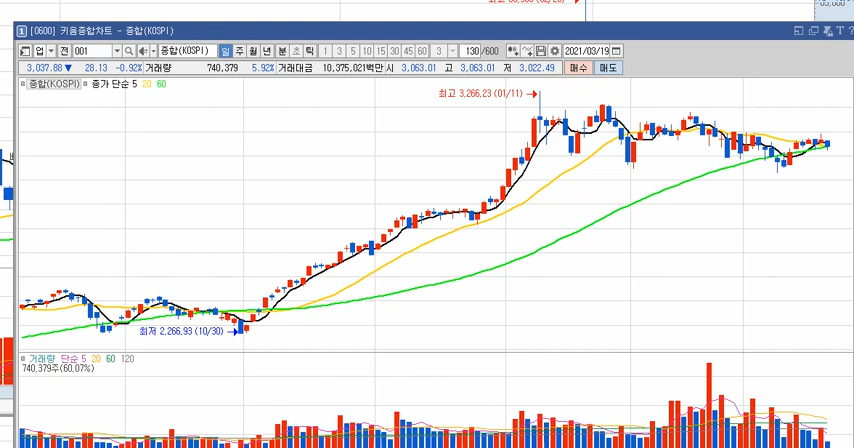 [0600] 키움종합차트 - 종합(KOSPI)
업 001 종합(KOSPI) 일 주 월 년 분 초 틱 1 3 5 10 15 30 45 60 3 130 /600 2021/03/19
3,037.88 ▼ 28.13 -0.92% 거래량 740,379 5.92% 거래대금 10,375,021백만 시 3,063.01 고 3,063.01 저 3,022.49 매수 매도
종합(KOSPI) 종가 단순 5 20 60
최고 3,266,23 (01/11)
최저 2,266,93 (10/30)
거래량 단순 5 20 60 120
740,379주(60,07%)